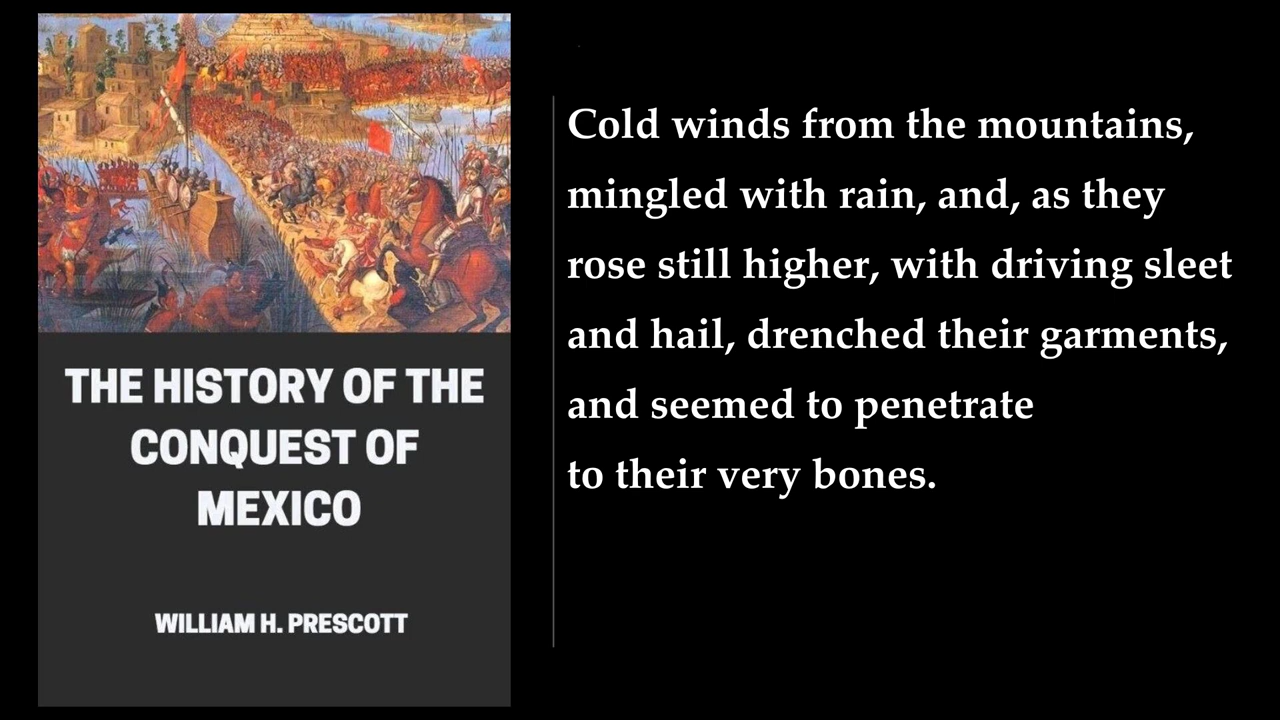 THE HISTORY OF THE
CONQUEST OF
MEXICO
WILLIAM H. PRESCOTT
Cold winds from the mountains,
mingled with rain, and, as they
rose still higher, with driving sleet
and hail, drenched their garments,
and seemed to penetrate
to their very bones.